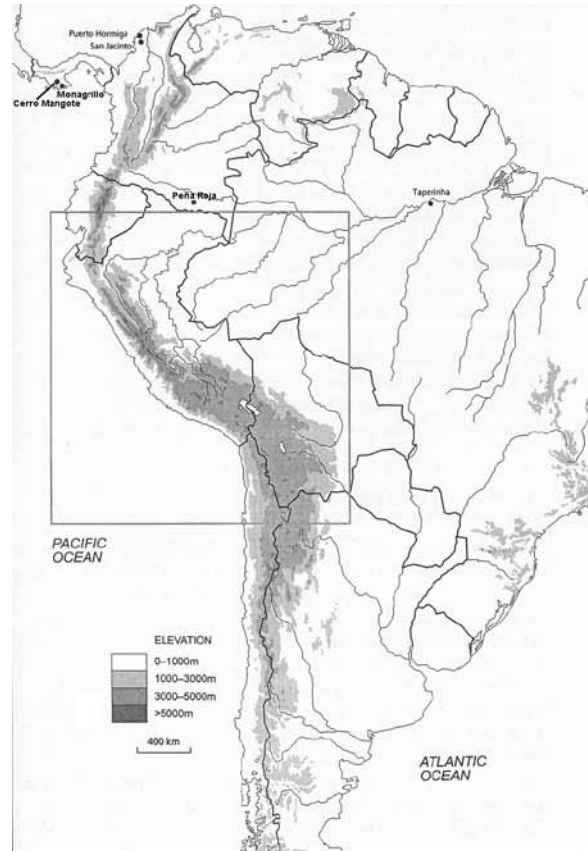 Puerto Hormiga
San Jacinto
Monagrillo
Cerro Mangote
Peña Roja
Taperinha
PACIFIC
OCEAN
ELEVATION
0–1000m
1000–3000m
3000–5000m
>5000m
400 km
ATLANTIC
OCEAN